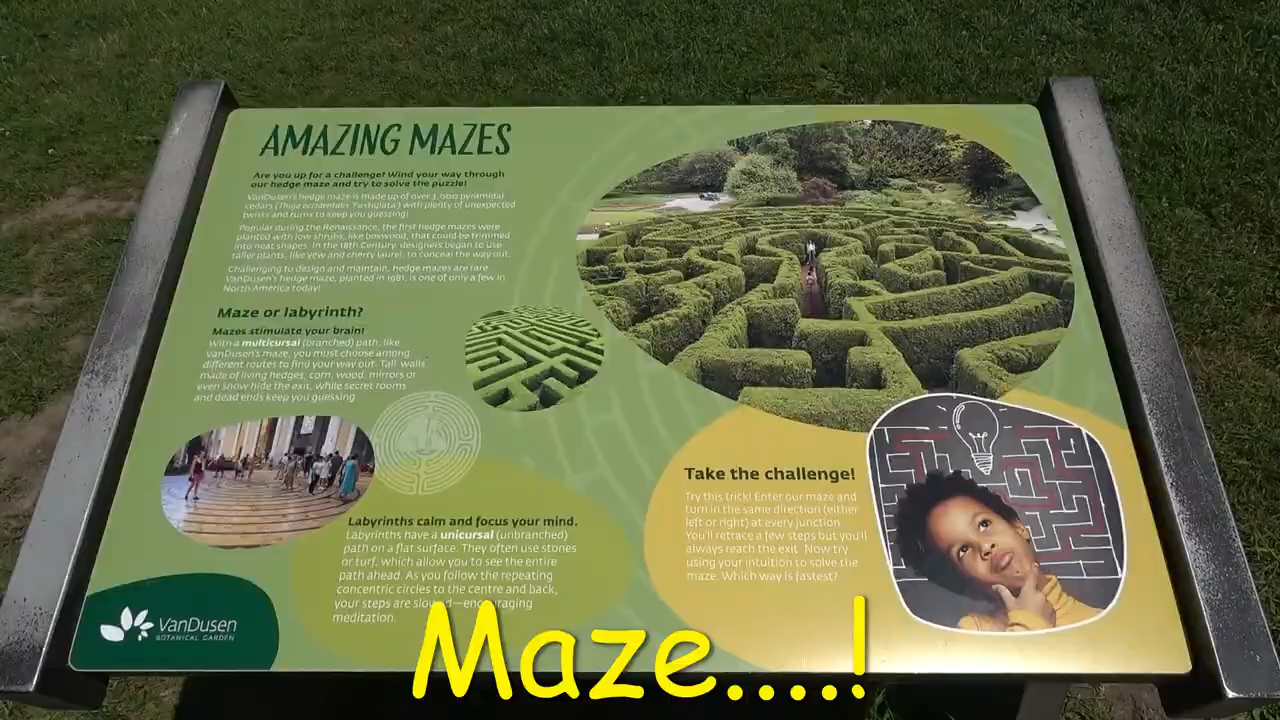 AMAZING MAZES
Are you up for a challenge? Wind your way through
our hedge maze and try to solve the puzzle!
VanDusen's hedge maze is made up of over 3,000 pyramidal
cedars (Thuja occidentalis 'Fastigiata') with plenty of unexpected
twists and turns to keep you guessing!
Popular during the Renaissance, the first hedge mazes were
planted with low shrubs, like boxwood, that could be trimmed
into neat shapes. In the 18th Century, designers began to use
taller plants, like yew and cherry laurel, to conceal the way out.
Challenging to design and maintain, hedge mazes are rare
VanDusen's hedge maze, planted in 1981, is one of only a few in
North America today!
Maze or labyrinth?
Mazes stimulate your brain!
With a multicursal (branched) path, like
VanDusen's maze, you must choose among
different routes to find your way out. Tall walls
made of living hedges, corn, wood, mirrors or
even snow hide the exit, while secret rooms
and dead ends keep you guessing
Labyrinths calm and focus your mind.
Labyrinths have a unicursal (unbranched)
path on a flat surface. They often use stones
or turf, which allow you to see the entire
path ahead. As you follow the repeating
concentric circles to the centre and back,
your steps are slowed—encouraging
meditation.
Take the challenge!
Try this trick! Enter our maze and
turn in the same direction (either
left or right) at every junction
You'll retrace a few steps but you'll
always reach the exit. Now try
using your intuition to solve the
maze. Which way is fastest?
VanDusen
BOTANICAL GARDEN
Maze....!